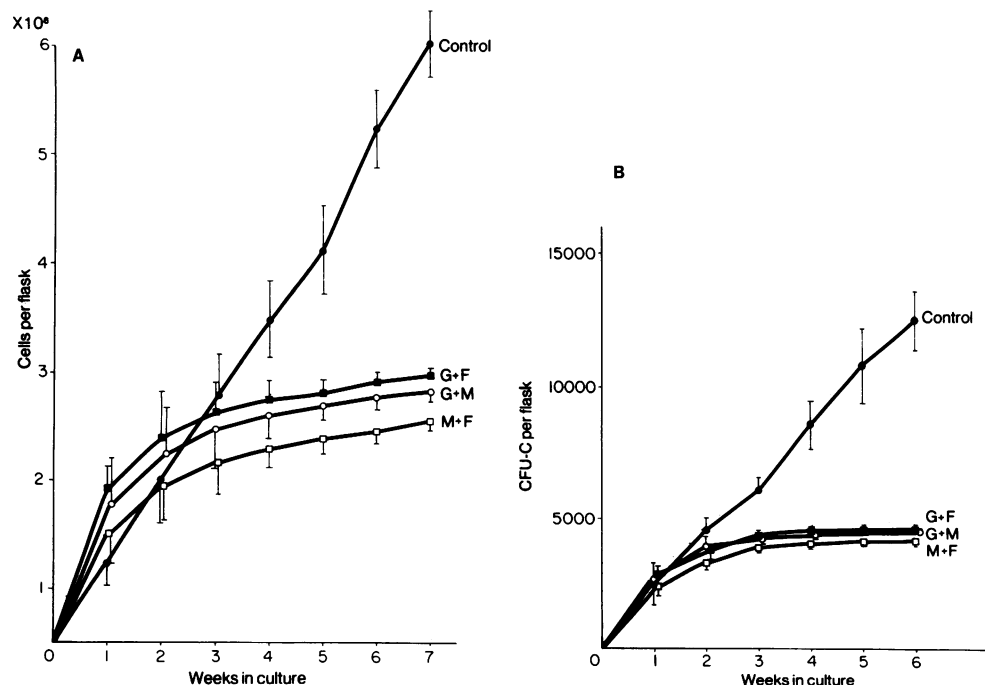 X10⁶
A
6
5
4
3
2
1
Cells per flask
Control
G+F
G+M
M+F
0 1 2 3 4 5 6 7
Weeks in culture
B
15000
10000
5000
CFU-C per flask
Control
G+F
G+M
M+F
0 1 2 3 4 5 6
Weeks in culture